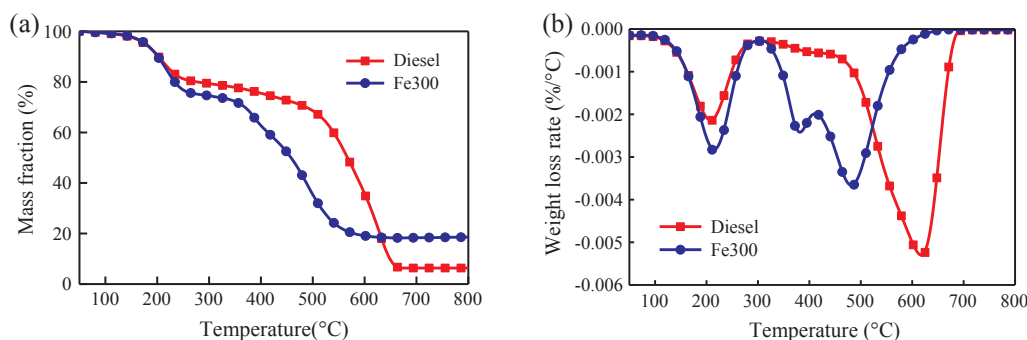 (a)
Mass fraction (%)
100
80
60
40
20
0
Diesel
Fe300
100 200 300 400 500 600 700 800
Temperature(°C)
(b)
Weight loss rate (%/°C)
0.000
-0.001
-0.002
-0.003
-0.004
-0.005
-0.006
Diesel
Fe300
100 200 300 400 500 600 700 800
Temperature (°C)